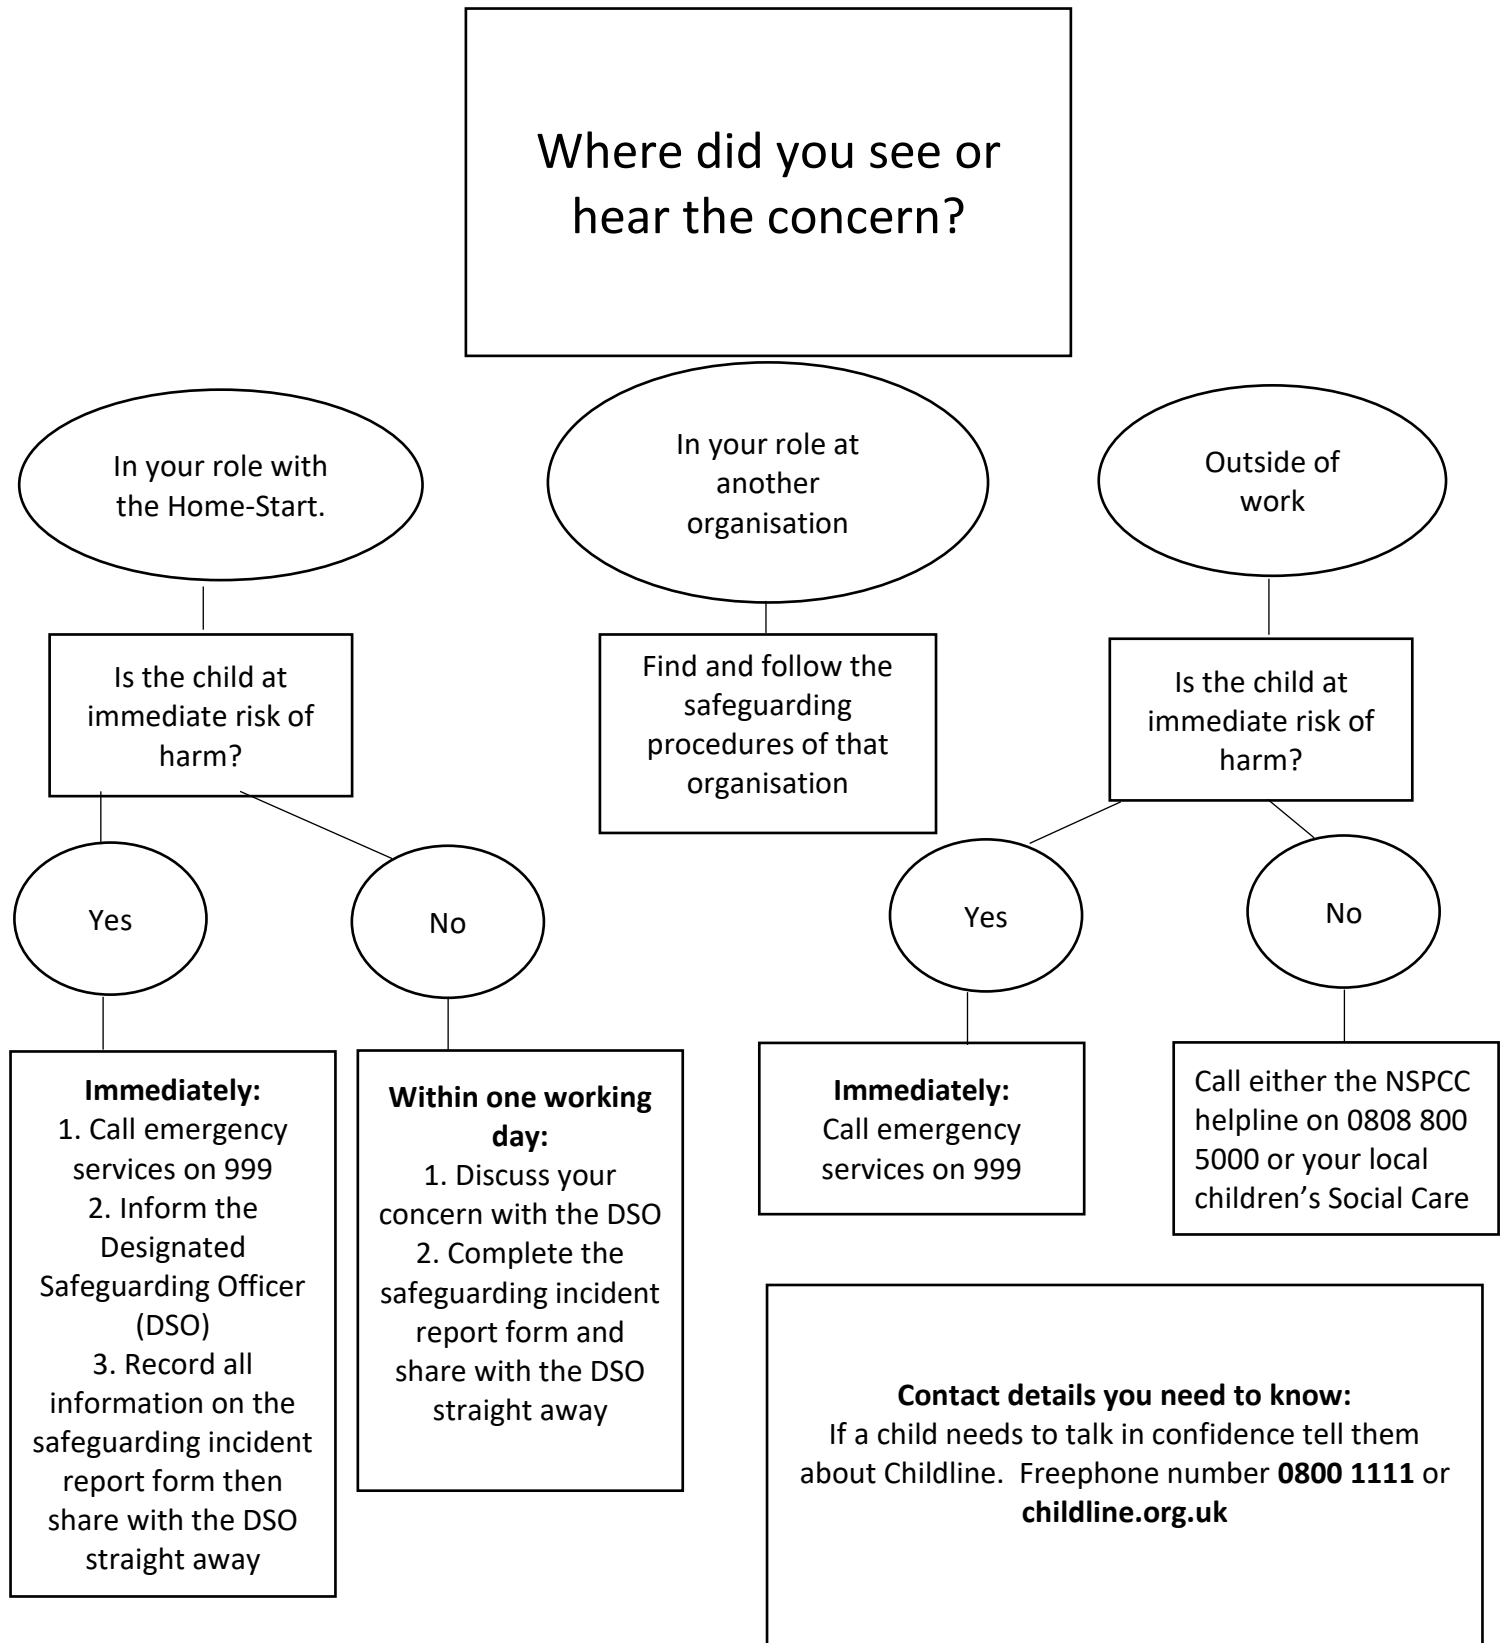 Where did you see or
hear the concern?
In your role with
the Home-Start.
In your role at
another
organisation
Outside of
work
Is the child at
immediate risk of
harm?
Find and follow the
safeguarding
procedures of that
organisation
Is the child at
immediate risk of
harm?
Yes
No
Yes
No
Immediately:
1. Call emergency
services on 999
2. Inform the
Designated
Safeguarding Officer
(DSO)
3. Record all
information on the
safeguarding incident
report form then
share with the DSO
straight away
Within one working
day:
1. Discuss your
concern with the DSO
2. Complete the
safeguarding incident
report form and
share with the DSO
straight away
Immediately:
Call emergency
services on 999
Call either the NSPCC
helpline on 0808 800
5000 or your local
children’s Social Care
Contact details you need to know:
If a child needs to talk in confidence tell them
about Childline.  Freephone number 0800 1111 or
childline.org.uk